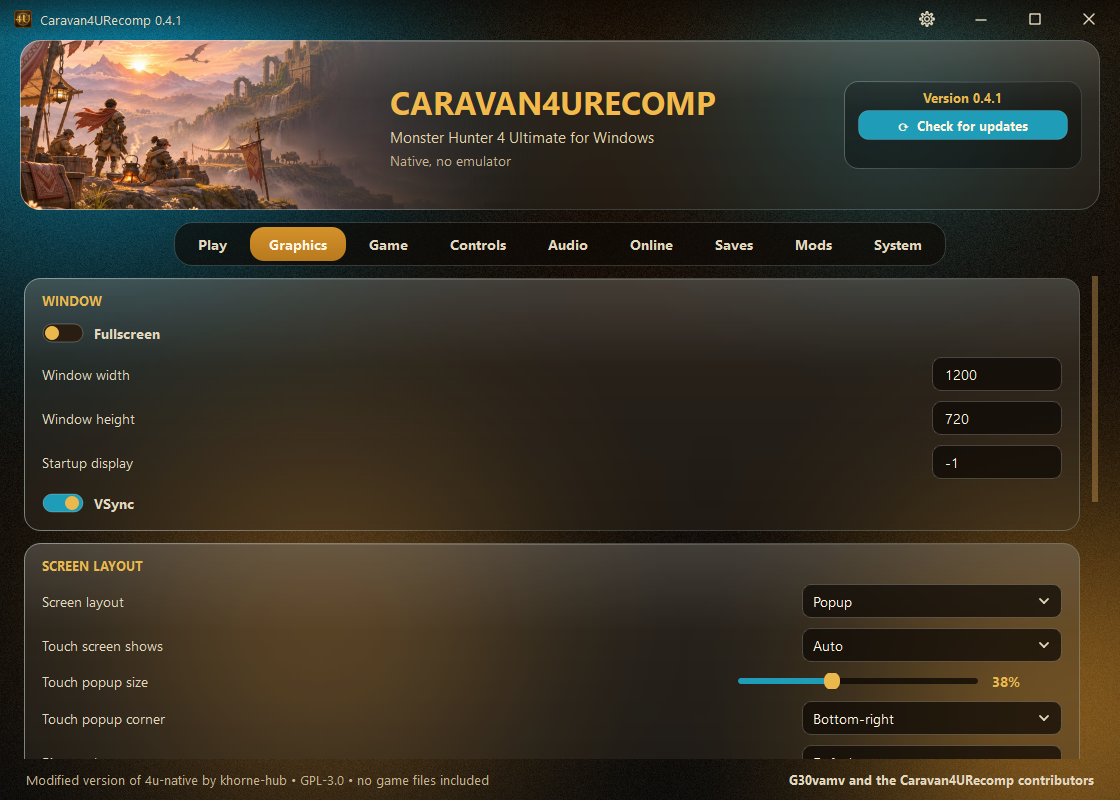 4U Caravan4URecomp 0.4.1
CARAVAN4URECOMP
Monster Hunter 4 Ultimate for Windows
Native, no emulator
Version 0.4.1
Check for updates
Play Graphics Game Controls Audio Online Saves Mods System
WINDOW
Fullscreen
Window width 1200
Window height 720
Startup display -1
VSync
SCREEN LAYOUT
Screen layout Popup
Touch screen shows Auto
Touch popup size 38%
Touch popup corner Bottom-right
Modified version of 4u-native by khorne-hub • GPL-3.0 • no game files included
G30vamv and the Caravan4URecomp contributors